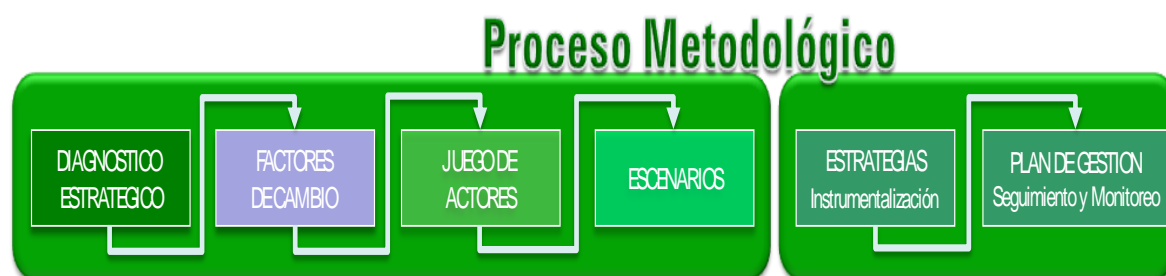 Proceso Metodológico
DIAGNOSTICO
ESTRATEGICO
FACTORES
DE CAMBIO
JUEGO DE
ACTORES
ESCENARIOS
ESTRATEGIAS
Instrumentalización
PLAN DE GESTION
Seguimiento y Monitoreo